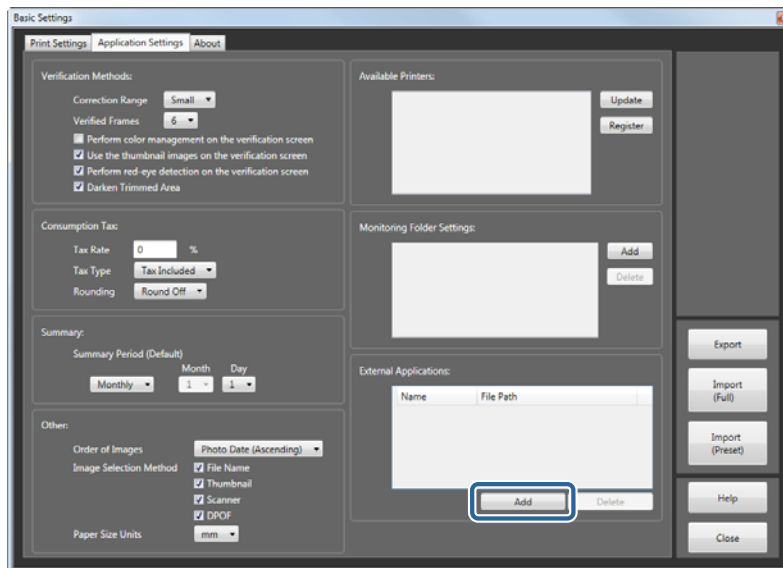 Basic Settings
Print Settings Application Settings About
Verification Methods:
Correction Range Small
Verified Frames 6
Perform color management on the verification screen
Use the thumbnail images on the verification screen
Perform red-eye detection on the verification screen
Darken Trimmed Area
Consumption Tax:
Tax Rate 0 %
Tax Type Tax Included
Rounding Round Off
Summary:
Summary Period (Default)
Month Day
Monthly 1 1
Other:
Order of Images Photo Date (Ascending)
Image Selection Method File Name
Thumbnail
Scanner
DPOF
Paper Size Units mm
Available Printers:
Update
Register
Monitoring Folder Settings:
Add
Delete
External Applications:
Name File Path
Add Delete
Export
Import
(Full)
Import
(Preset)
Help
Close